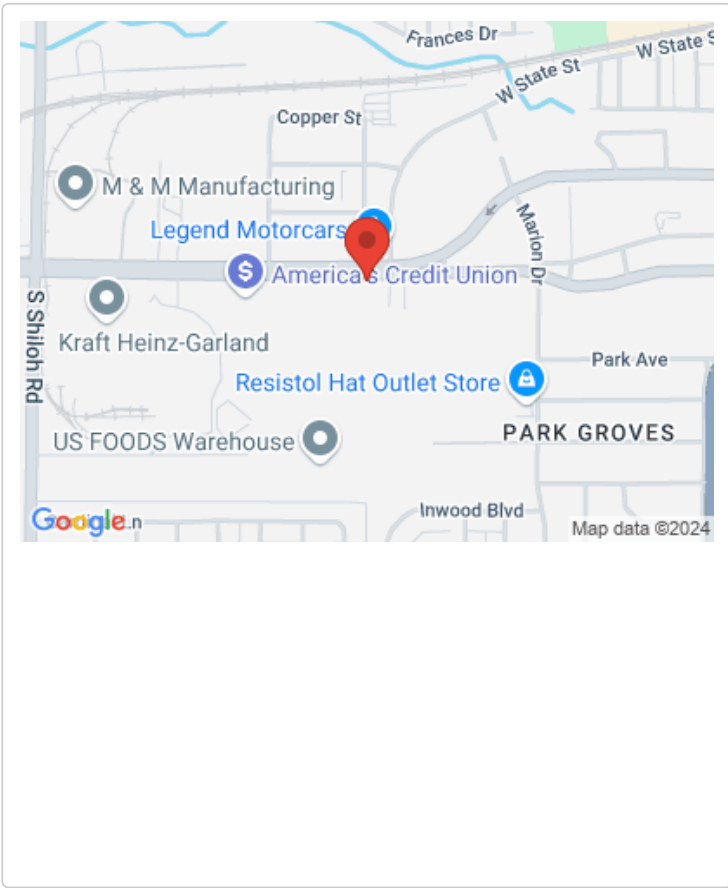 Frances Dr
W State S
W State St
Copper St
M & M Manufacturing
Legend Motorcars
Marion Dr
America's Credit Union
S Shiloh Rd
Kraft Heinz-Garland
Park Ave
Resistol Hat Outlet Store
US FOODS Warehouse
PARK GROVES
Inwood Blvd
Google
Ln
Map data ©2024